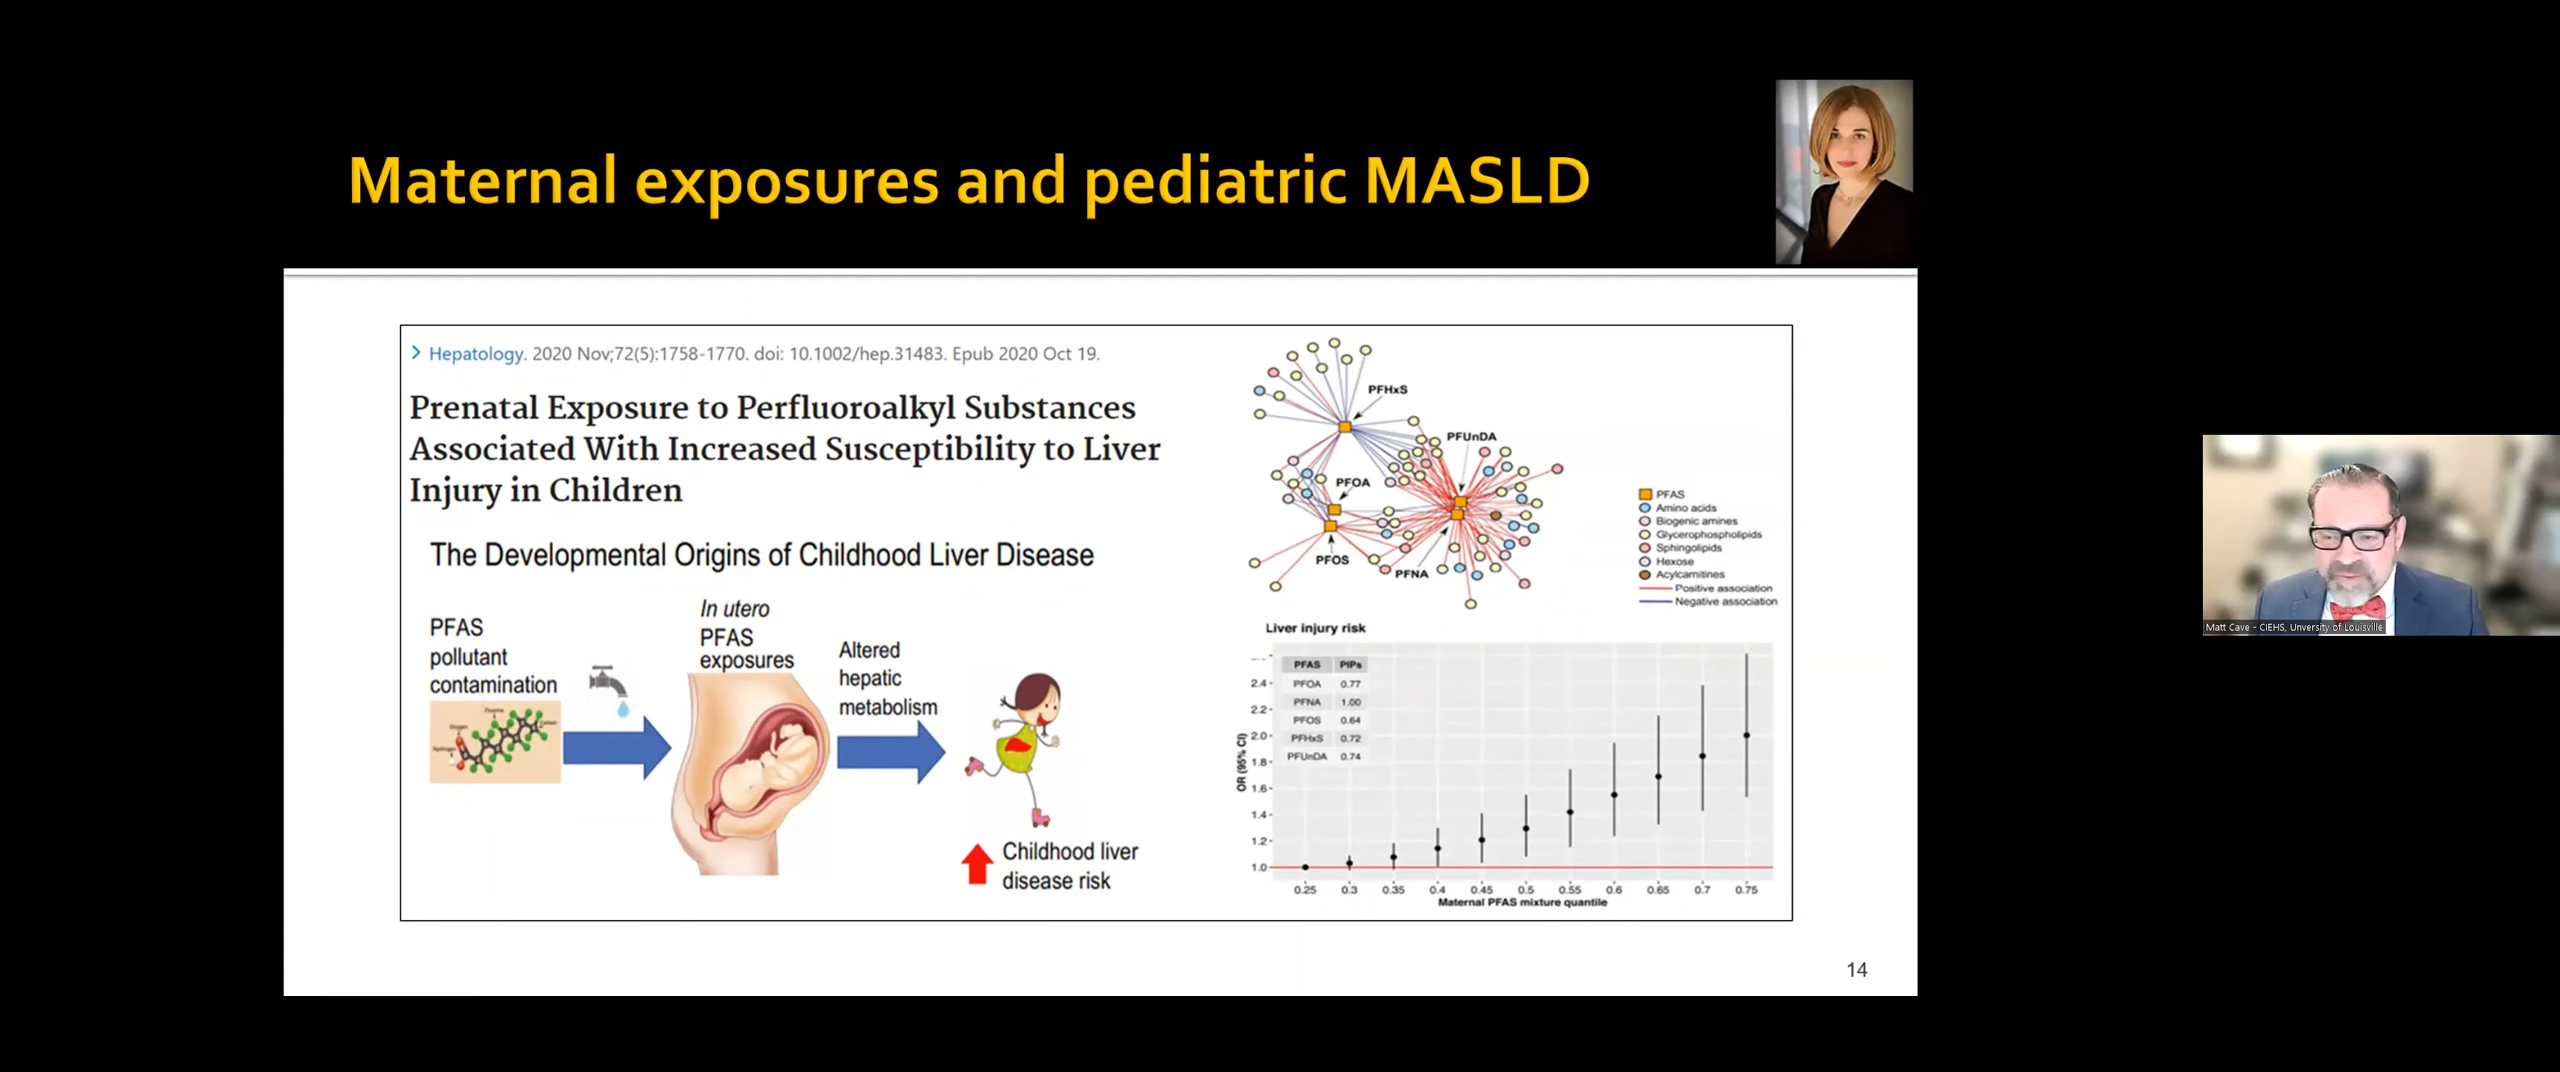 Maternal exposures and pediatric MASLD
Hepatology. 2020 Nov;72(5):1758-1770. doi: 10.1002/hep.31483. Epub 2020 Oct 19.
Prenatal Exposure to Perfluoroalkyl Substances
Associated With Increased Susceptibility to Liver
Injury in Children
The Developmental Origins of Childhood Liver Disease
PFAS
pollutant
contamination
In utero
PFAS
exposures
Altered
hepatic
metabolism
Childhood liver
disease risk
PFHxS
PFUnDA
PFOA
PFOS
PFNA
PFAS
Amino acids
Biogenic amines
Glycerophospholipids
Sphingolipids
Hexose
Acylcarnitines
Positive association
Negative association
Liver injury risk
PFAS PIPs
PFOA 0.77
PFNA 1.00
PFOS 0.64
PFHxS 0.72
PFUnDA 0.74
OR (95% CI)
2.4
2.2
2.0
1.8
1.6
1.4
1.2
1.0
0.25 0.3 0.35 0.4 0.45 0.5 0.55 0.6 0.65 0.7 0.75
Maternal PFAS mixture quantile
14
Matt Cave - CIEHS, Unversity of Louisville